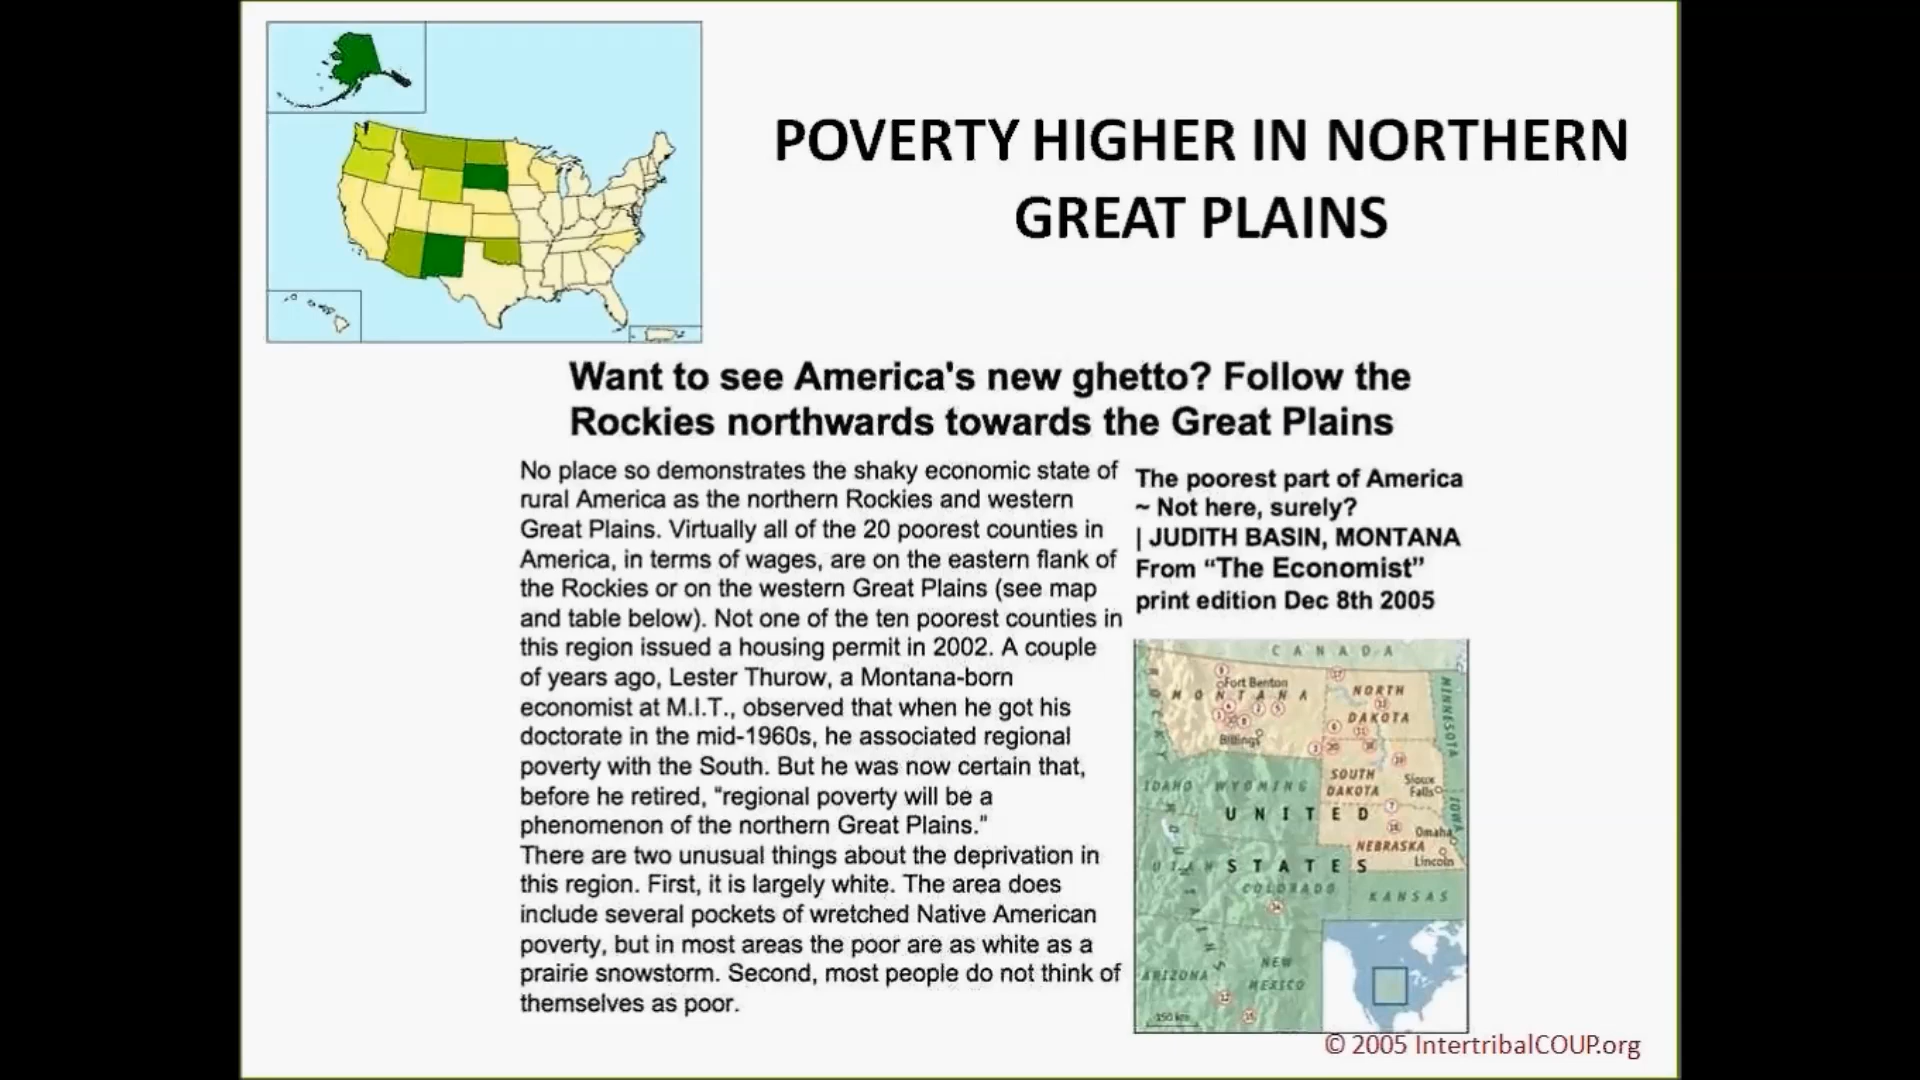 POVERTY HIGHER IN NORTHERN
GREAT PLAINS
Want to see America's new ghetto? Follow the
Rockies northwards towards the Great Plains
No place so demonstrates the shaky economic state of
rural America as the northern Rockies and western
Great Plains. Virtually all of the 20 poorest counties in
America, in terms of wages, are on the eastern flank of
the Rockies or on the western Great Plains (see map
and table below). Not one of the ten poorest counties in
this region issued a housing permit in 2002. A couple
of years ago, Lester Thurow, a Montana-born
economist at M.I.T., observed that when he got his
doctorate in the mid-1960s, he associated regional
poverty with the South. But he was now certain that,
before he retired, "regional poverty will be a
phenomenon of the northern Great Plains."
There are two unusual things about the deprivation in
this region. First, it is largely white. The area does
include several pockets of wretched Native American
poverty, but in most areas the poor are as white as a
prairie snowstorm. Second, most people do not think of
themselves as poor.
The poorest part of America
~ Not here, surely?
| JUDITH BASIN, MONTANA
From “The Economist”
print edition Dec 8th 2005
CANADA
Fort Benton
MONTANA
Billings
NORTH
DAKOTA
MINNESOTA
SOUTH
DAKOTA
Sioux
Falls
IDAHO WYOMING
UNITED
IOWA
Omaha
NEBRASKA
Lincoln
UTAH
STATES
COLORADO
KANSAS
ARIZONA
NEW
MEXICO
150 km
© 2005 IntertribalCOUP.org